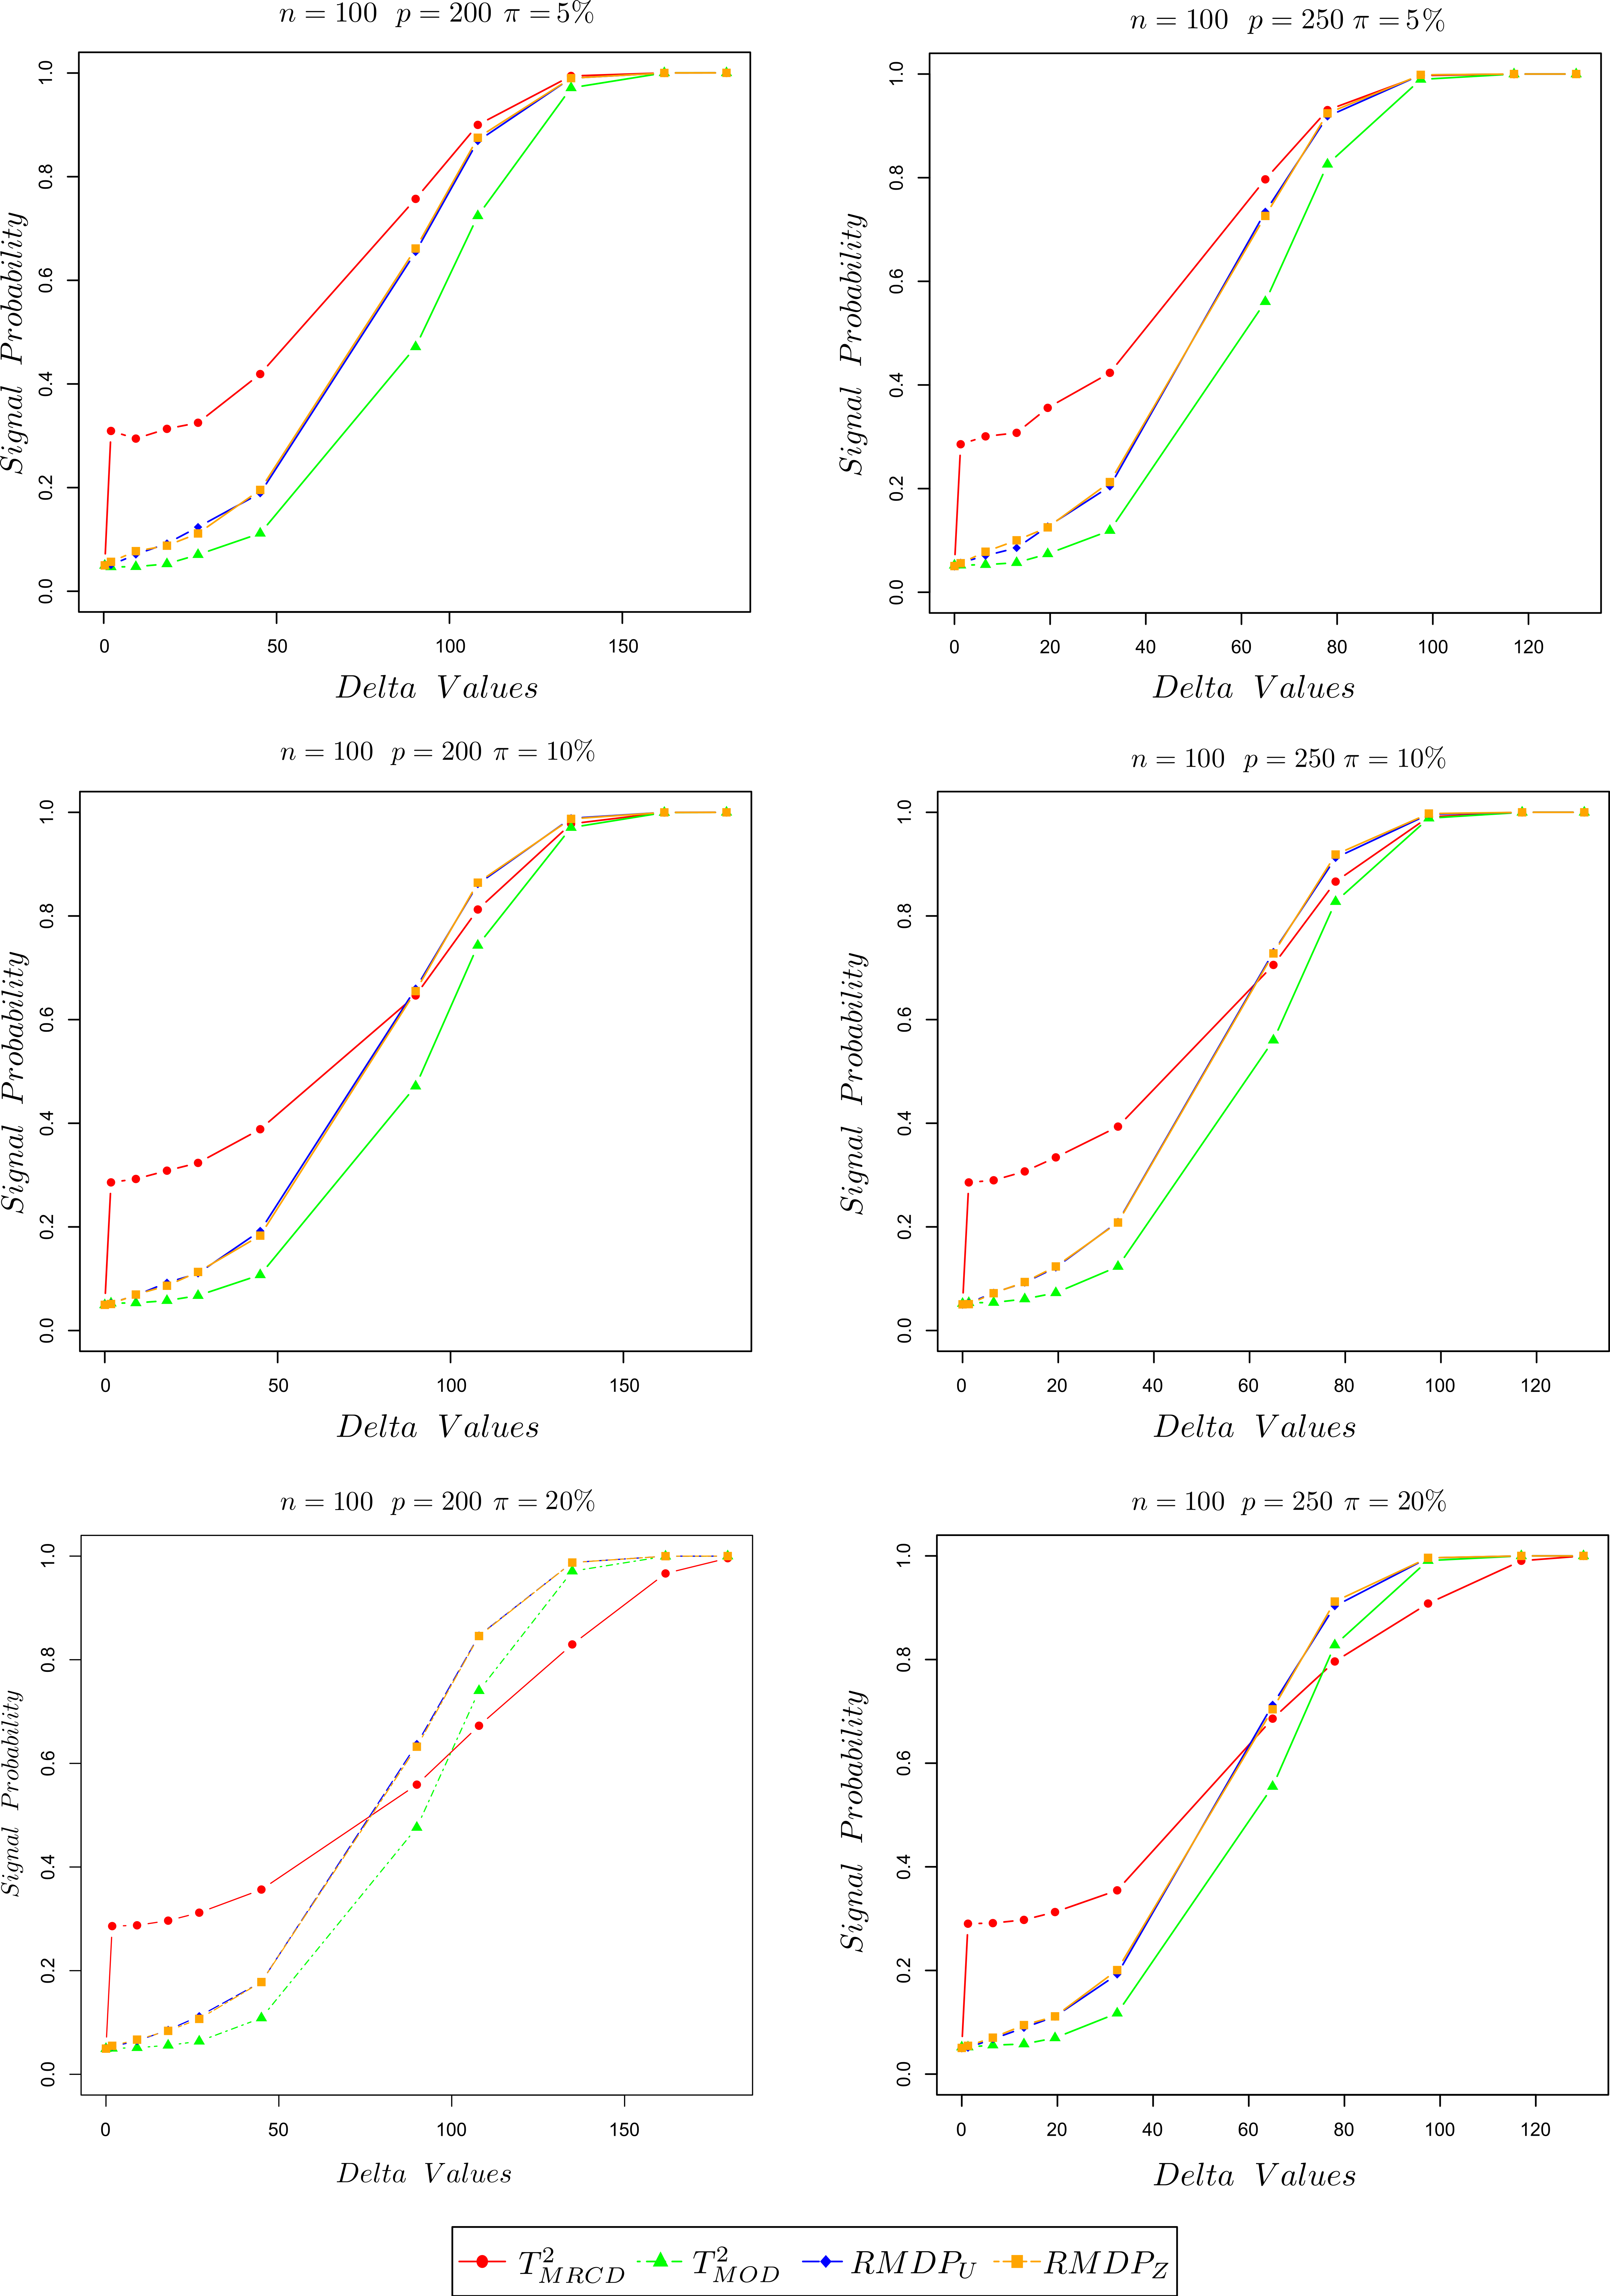 n = 100 p = 200 π = 5%
1.0
0.8
0.6
0.4
0.2
0.0
Signal Probability
0 50 100 150
Delta Values
n = 100 p = 250 π = 5%
1.0
0.8
0.6
0.4
0.2
0.0
Signal Probability
0 20 40 60 80 100 120
Delta Values
n = 100 p = 200 π = 10%
1.0
0.8
0.6
0.4
0.2
0.0
Signal Probability
0 50 100 150
Delta Values
n = 100 p = 250 π = 10%
1.0
0.8
0.6
0.4
0.2
0.0
Signal Probability
0 20 40 60 80 100 120
Delta Values
n = 100 p = 200 π = 20%
1.0
0.8
0.6
0.4
0.2
0.0
Signal Probability
0 50 100 150
Delta Values
n = 100 p = 250 π = 20%
1.0
0.8
0.6
0.4
0.2
0.0
Signal Probability
0 20 40 60 80 100 120
Delta Values
T²_MRCD T²_MOD RMDP_U RMDP_Z